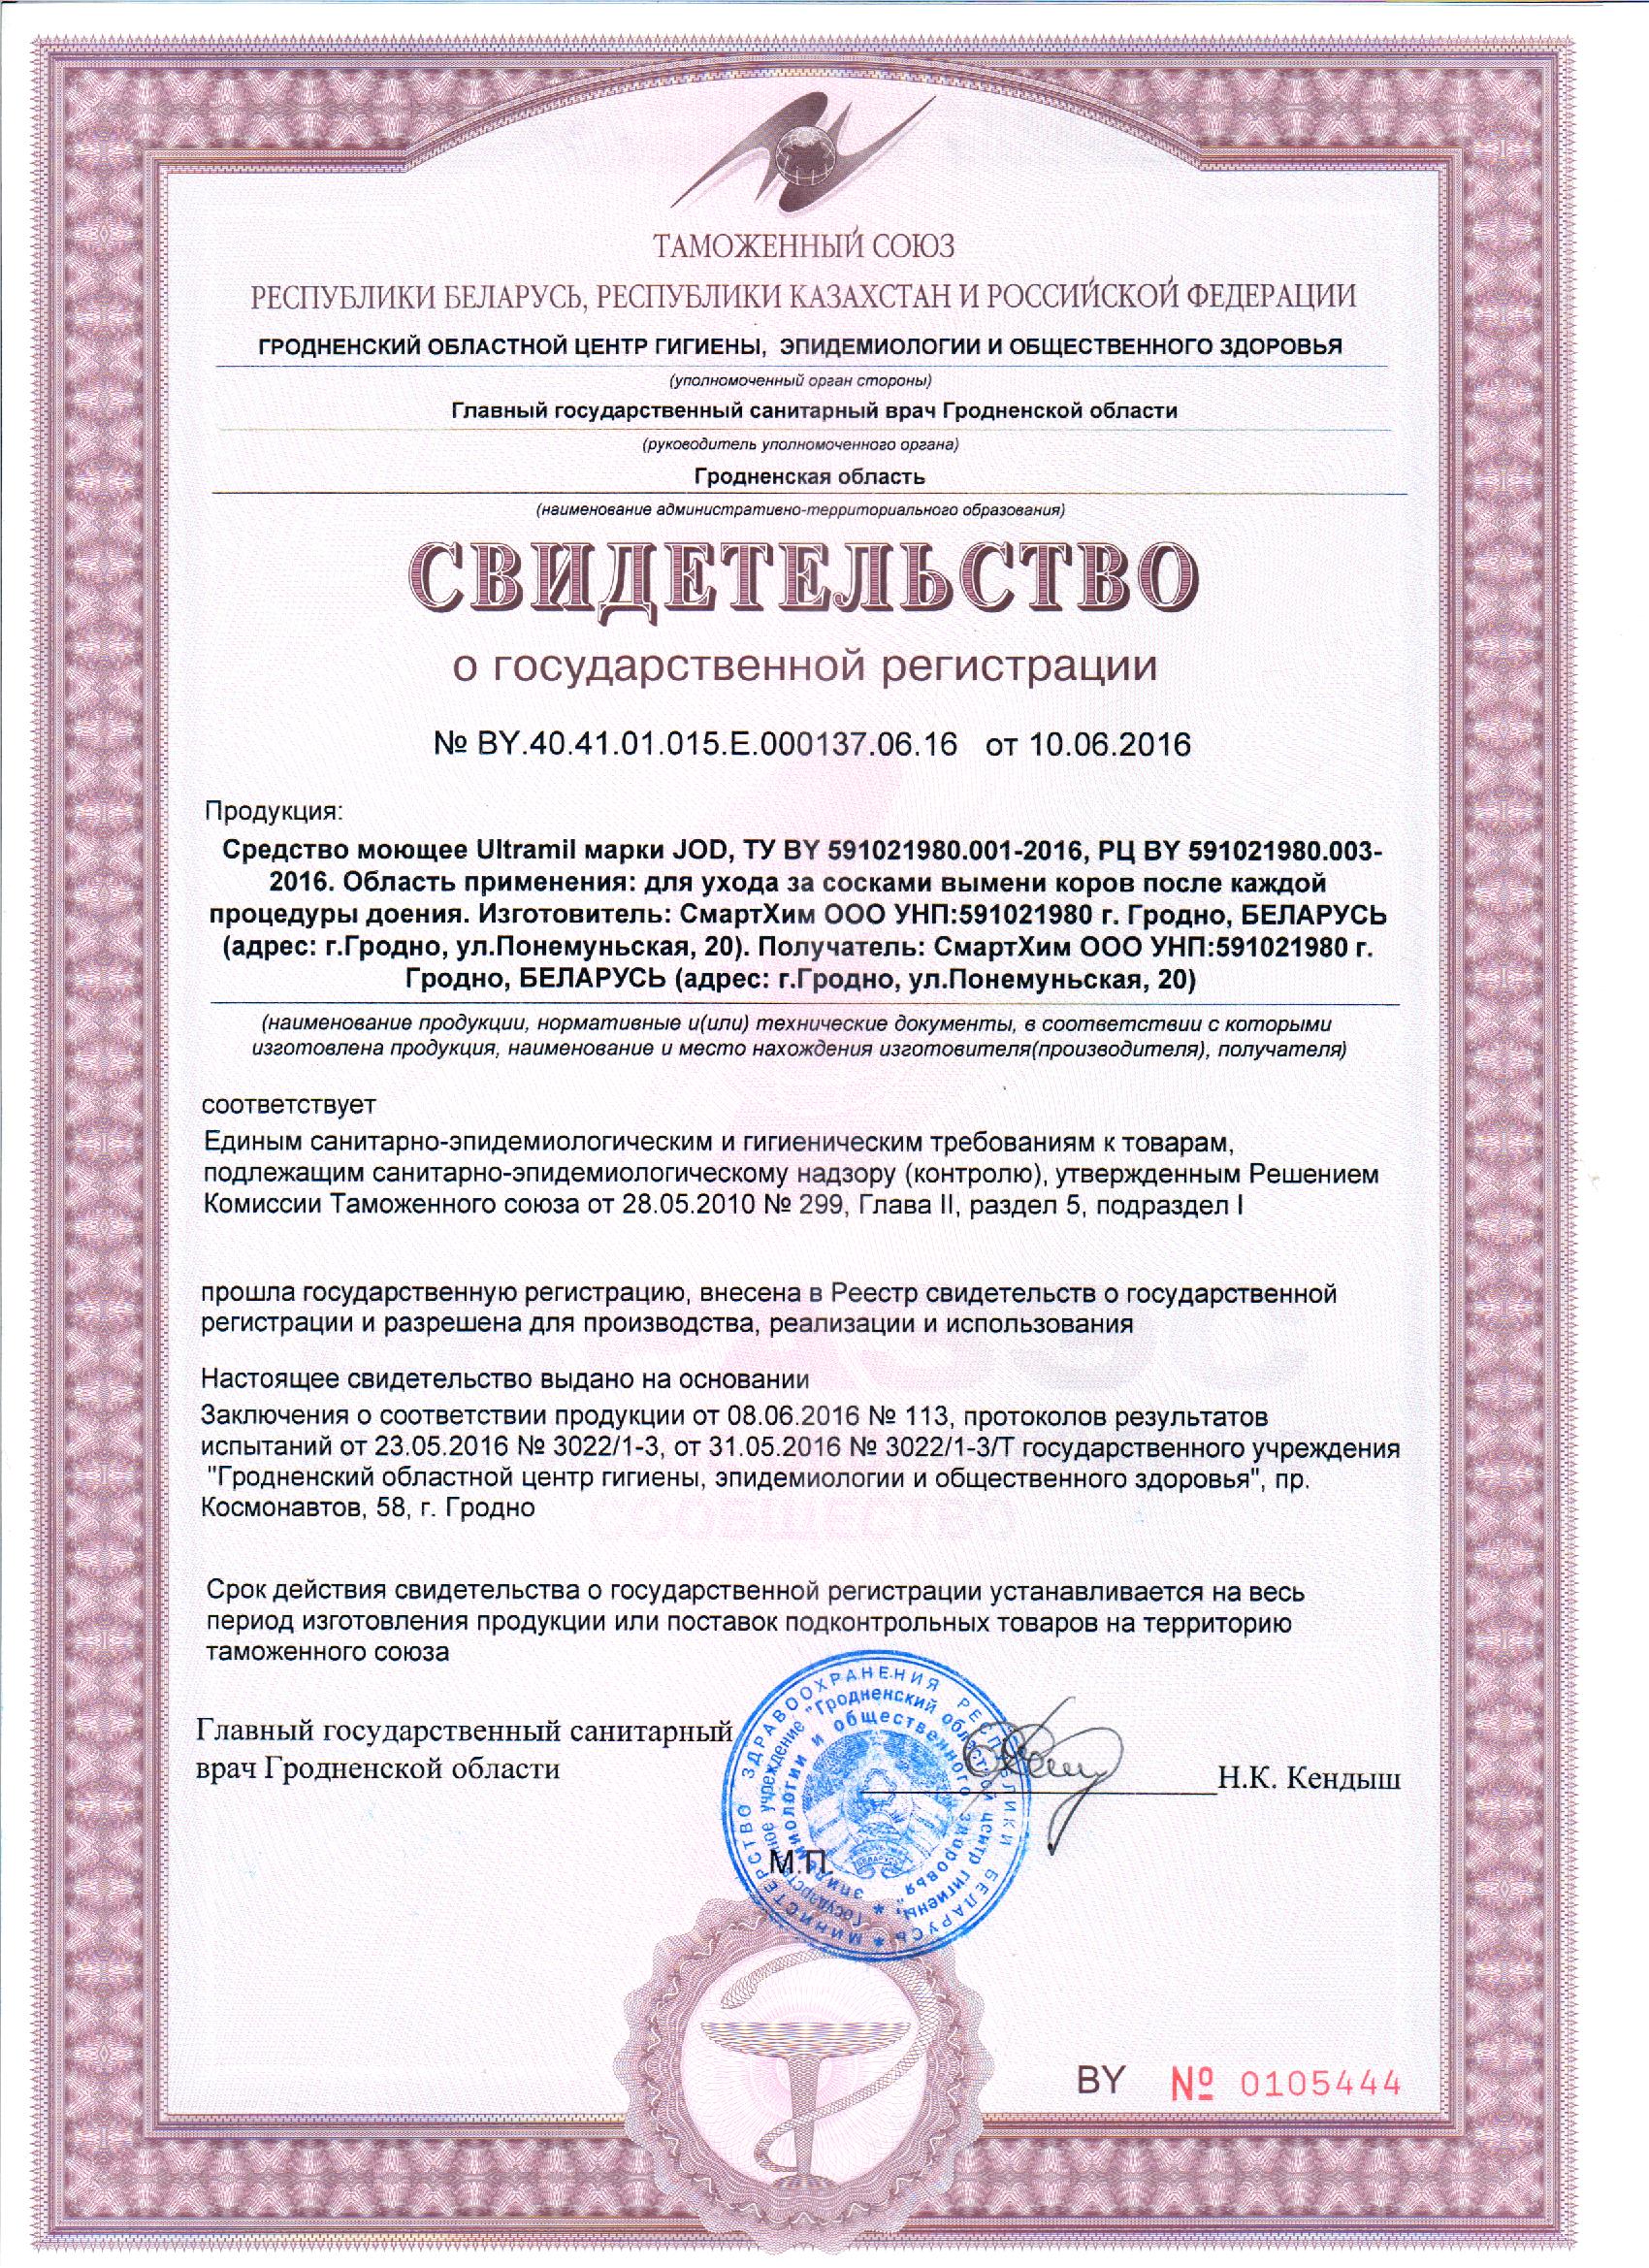 ТАМОЖЕННЫЙ СОЮЗ
РЕСПУБЛИКИ БЕЛАРУСЬ, РЕСПУБЛИКИ КАЗАХСТАН И РОССИЙСКОЙ ФЕДЕРАЦИИ
ГРОДНЕНСКИЙ ОБЛАСТНОЙ ЦЕНТР ГИГИЕНЫ, ЭПИДЕМИОЛОГИИ И ОБЩЕСТВЕННОГО ЗДОРОВЬЯ
(уполномоченный орган стороны)
Главный государственный санитарный врач Гродненской области
(руководитель уполномоченного органа)
Гродненская область
(наименование административно-территориального образования)
СВИДЕТЕЛЬСТВО
о государственной регистрации
№ BY.40.41.01.015.E.000137.06.16 от 10.06.2016
Продукция:
Средство моющее Ultramil марки JOD, ТУ BY 591021980.001-2016, РЦ BY 591021980.003-
2016. Область применения: для ухода за сосками вымени коров после каждой
процедуры доения. Изготовитель: СмартХим ООО УНП:591021980 г. Гродно, БЕЛАРУСЬ
(адрес: г.Гродно, ул.Понемуньская, 20). Получатель: СмартХим ООО УНП:591021980 г.
Гродно, БЕЛАРУСЬ (адрес: г.Гродно, ул.Понемуньская, 20)
(наименование продукции, нормативные и(или) технические документы, в соответствии с которыми
изготовлена продукция, наименование и место нахождения изготовителя(производителя), получателя)
соответствует
Единым санитарно-эпидемиологическим и гигиеническим требованиям к товарам,
подлежащим санитарно-эпидемиологическому надзору (контролю), утвержденным Решением
Комиссии Таможенного союза от 28.05.2010 № 299, Глава II, раздел 5, подраздел I
прошла государственную регистрацию, внесена в Реестр свидетельств о государственной
регистрации и разрешена для производства, реализации и использования
Настоящее свидетельство выдано на основании
Заключения о соответствии продукции от 08.06.2016 № 113, протоколов результатов
испытаний от 23.05.2016 № 3022/1-3, от 31.05.2016 № 3022/1-3/Т государственного учреждения
"Гродненский областной центр гигиены, эпидемиологии и общественного здоровья", пр.
Космонавтов, 58, г. Гродно
Срок действия свидетельства о государственной регистрации устанавливается на весь
период изготовления продукции или поставок подконтрольных товаров на территорию
таможенного союза
Главный государственный санитарный
врач Гродненской области
Н.К. Кендыш
М.П.
МИНИСТЕРСТВО ЗДРАВООХРАНЕНИЯ РЕСПУБЛИКИ БЕЛАРУСЬ
Государственное учреждение "Гродненский областной центр гигиены,
эпидемиологии и общественного здоровья"
BY № 0105444